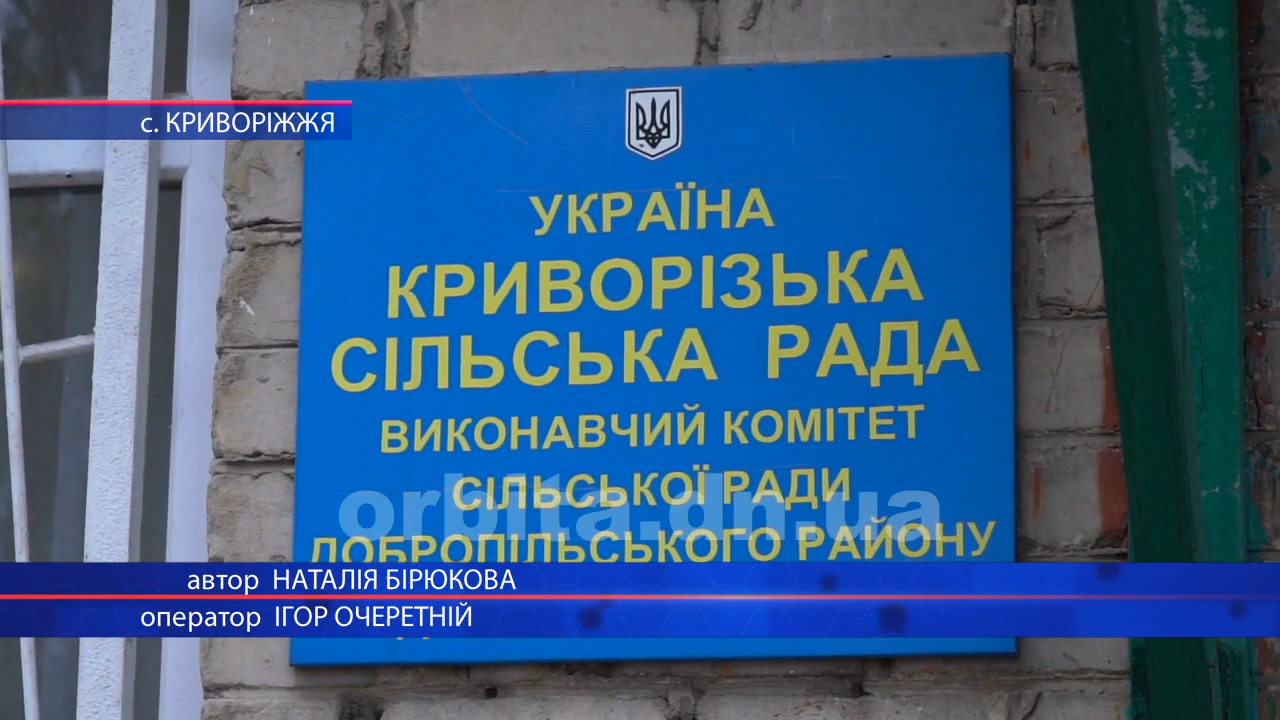 с. КРИВОРІЖЖЯ
УКРАЇНА
КРИВОРІЗЬКА
СІЛЬСЬКА РАДА
ВИКОНАВЧИЙ КОМІТЕТ
СІЛЬСЬКОЇ РАДИ
orbita.dn.ua
ДОБРОПІЛЬСЬКОГО РАЙОНУ
автор НАТАЛІЯ БІРЮКОВА
оператор ІГОР ОЧЕРЕТНІЙ